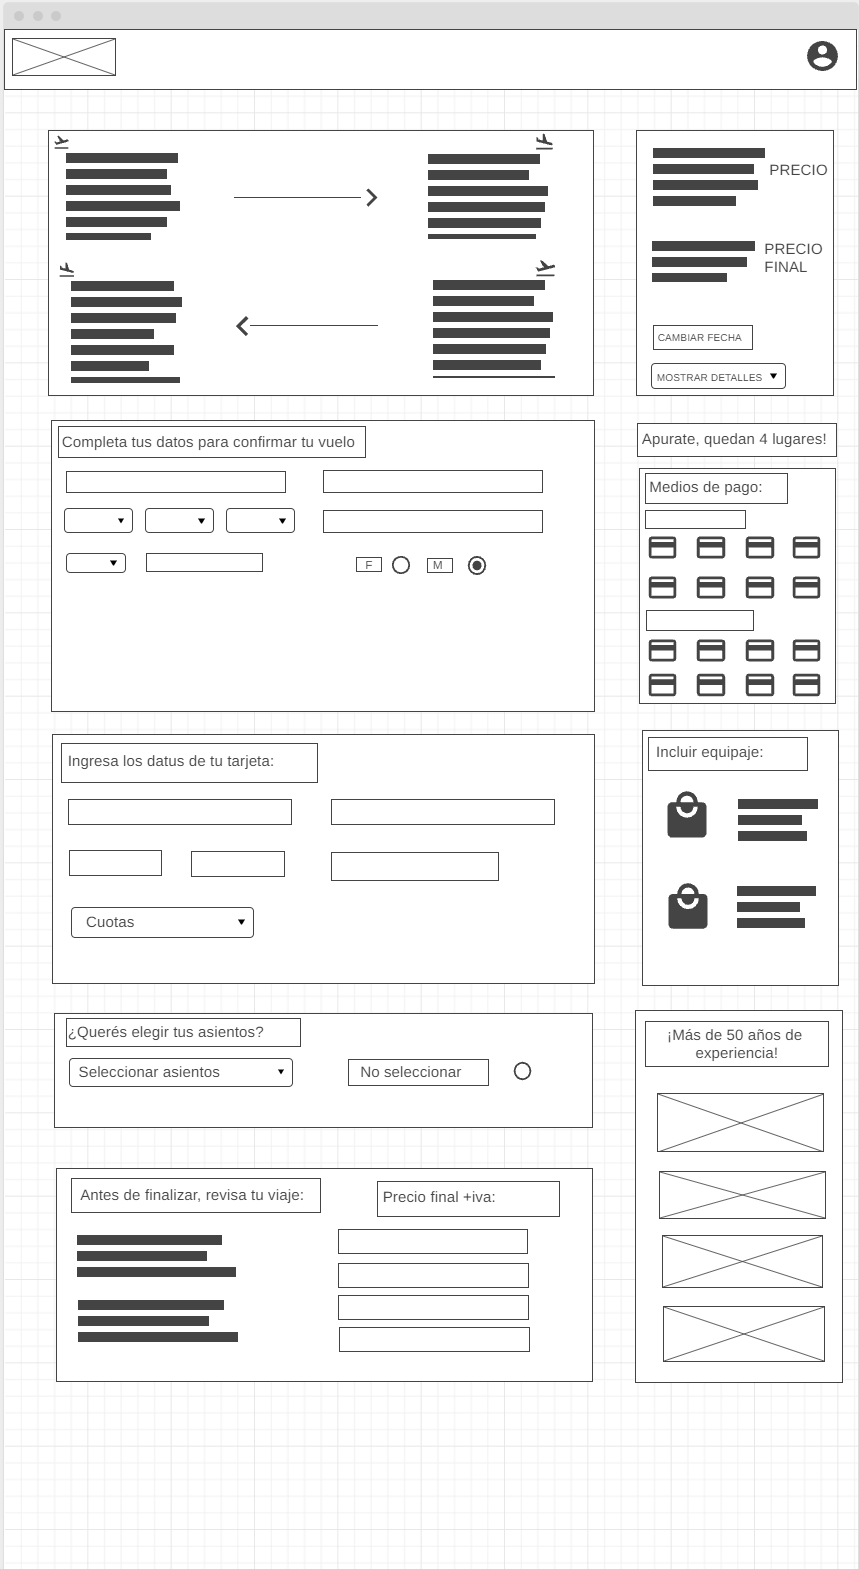 PRECIO
PRECIO
FINAL
CAMBIAR FECHA
MOSTRAR DETALLES
Completa tus datos para confirmar tu vuelo
F
M
Apurate, quedan 4 lugares!
Medios de pago:
Ingresa los datus de tu tarjeta:
Cuotas
Incluir equipaje:
¿Querés elegir tus asientos?
Seleccionar asientos
No seleccionar
¡Más de 50 años de
experiencia!
Antes de finalizar, revisa tu viaje:
Precio final +iva: